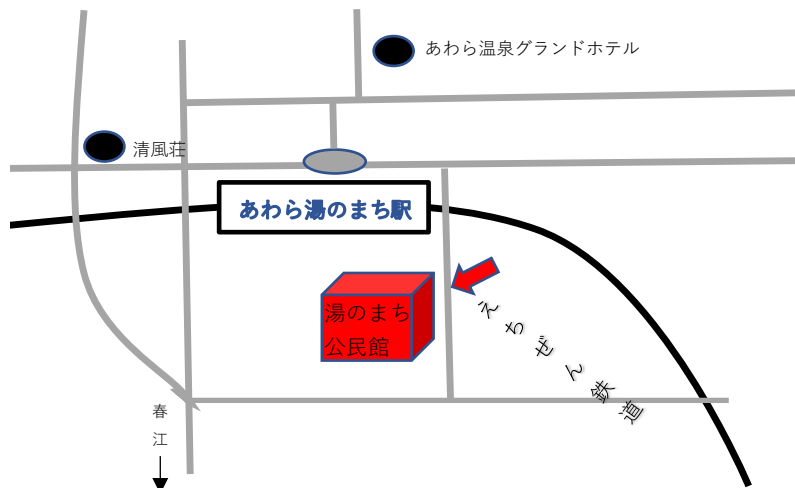 あわら温泉グランドホテル
清風荘
あわら湯のまち駅
湯のまち
公民館
えちぜん鉄道
春江